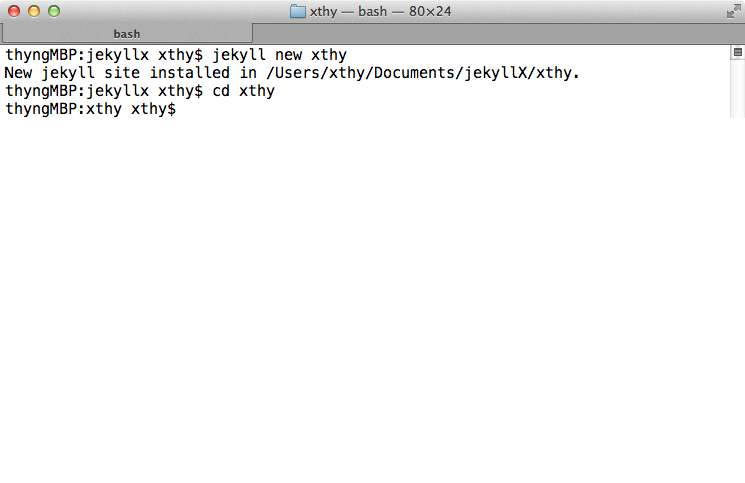 xthy — bash — 80×24
bash
thyngMBP:jekyllx xthy$ jekyll new xthy
New jekyll site installed in /Users/xthy/Documents/jekyllX/xthy.
thyngMBP:jekyllx xthy$ cd xthy
thyngMBP:xthy xthy$